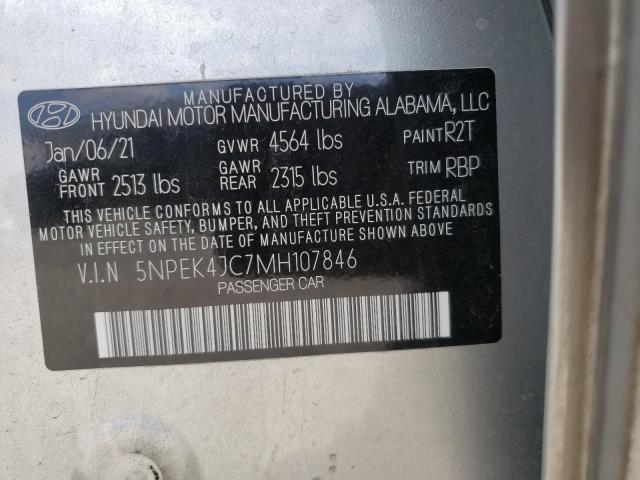 MANUFACTURED BY
HYUNDAI MOTOR MANUFACTURING ALABAMA, LLC
Jan/06/21 GVWR 4564 lbs PAINT R2T
GAWR FRONT 2513 lbs GAWR REAR 2315 lbs TRIM RBP
THIS VEHICLE CONFORMS TO ALL APPLICABLE U.S.A. FEDERAL
MOTOR VEHICLE SAFETY, BUMPER, AND THEFT PREVENTION STANDARDS
IN EFFECT ON THE DATE OF MANUFACTURE SHOWN ABOVE.
V.I.N 5NPEK4JC7MH107846
PASSENGER CAR